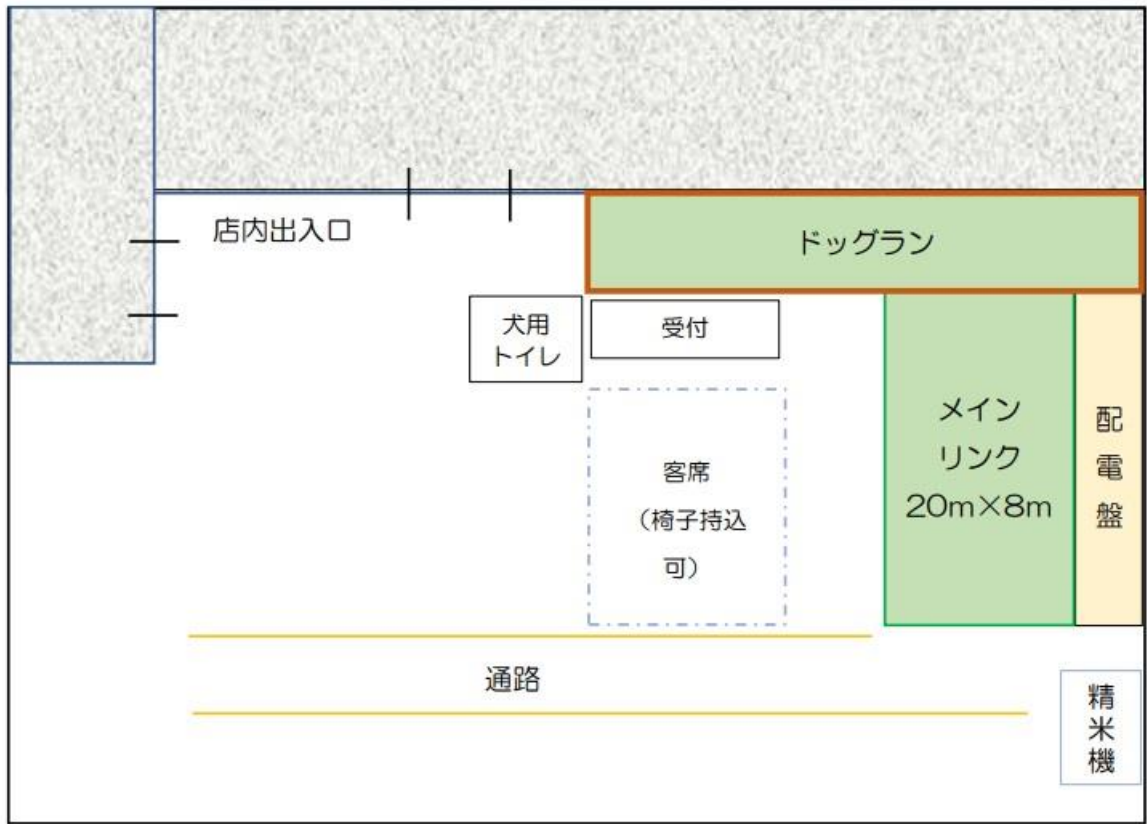 店内出入口
ドッグラン
犬用
トイレ
受付
メイン
リンク
20m×8m
配
電
盤
客席
(椅子持込
可)
通路
精
米
機